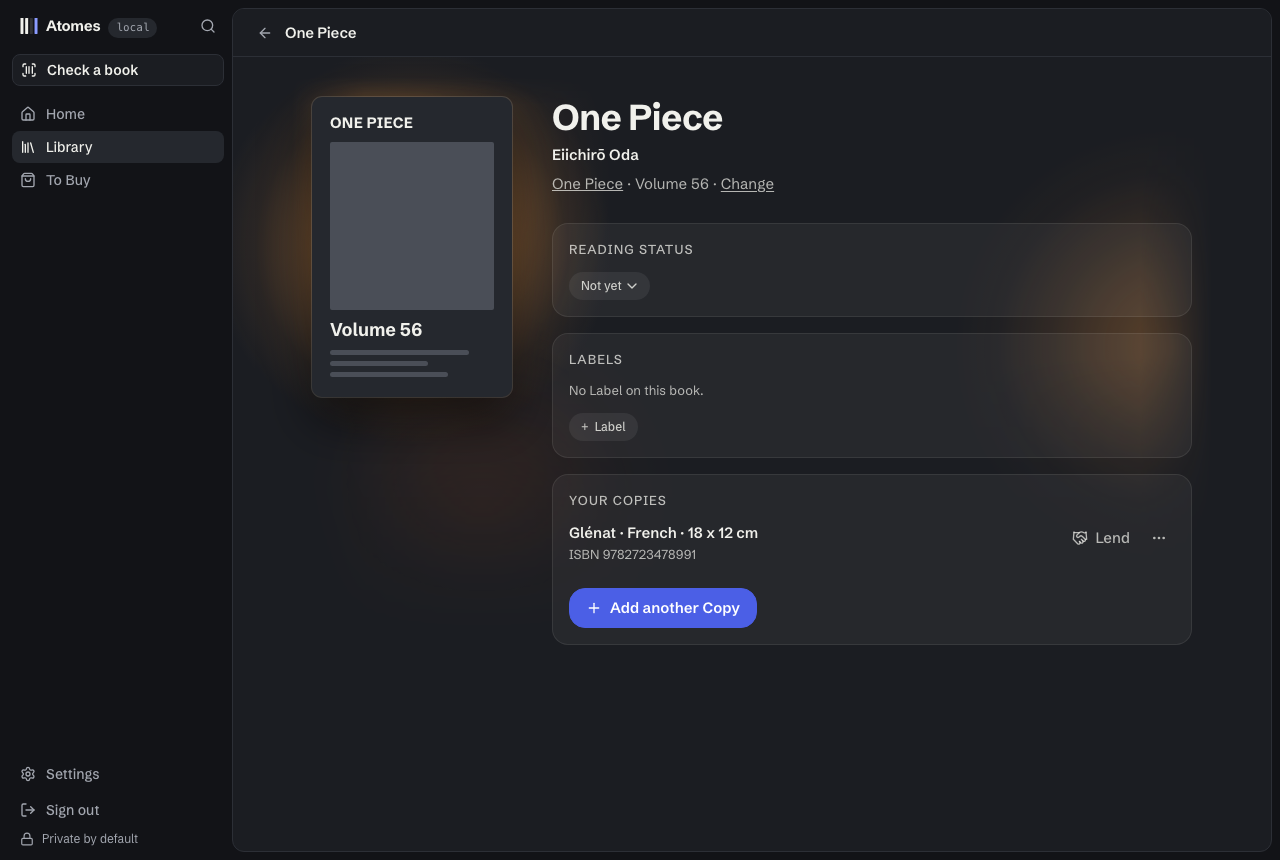 Atomes local
Check a book
Home
Library
To Buy
Settings
Sign out
Private by default
One Piece
ONE PIECE
Volume 56
One Piece
Eiichirō Oda
One Piece · Volume 56 · Change
READING STATUS
Not yet
LABELS
No Label on this book.
+ Label
YOUR COPIES
Glénat · French · 18 x 12 cm
ISBN 9782723478991
Lend
+ Add another Copy